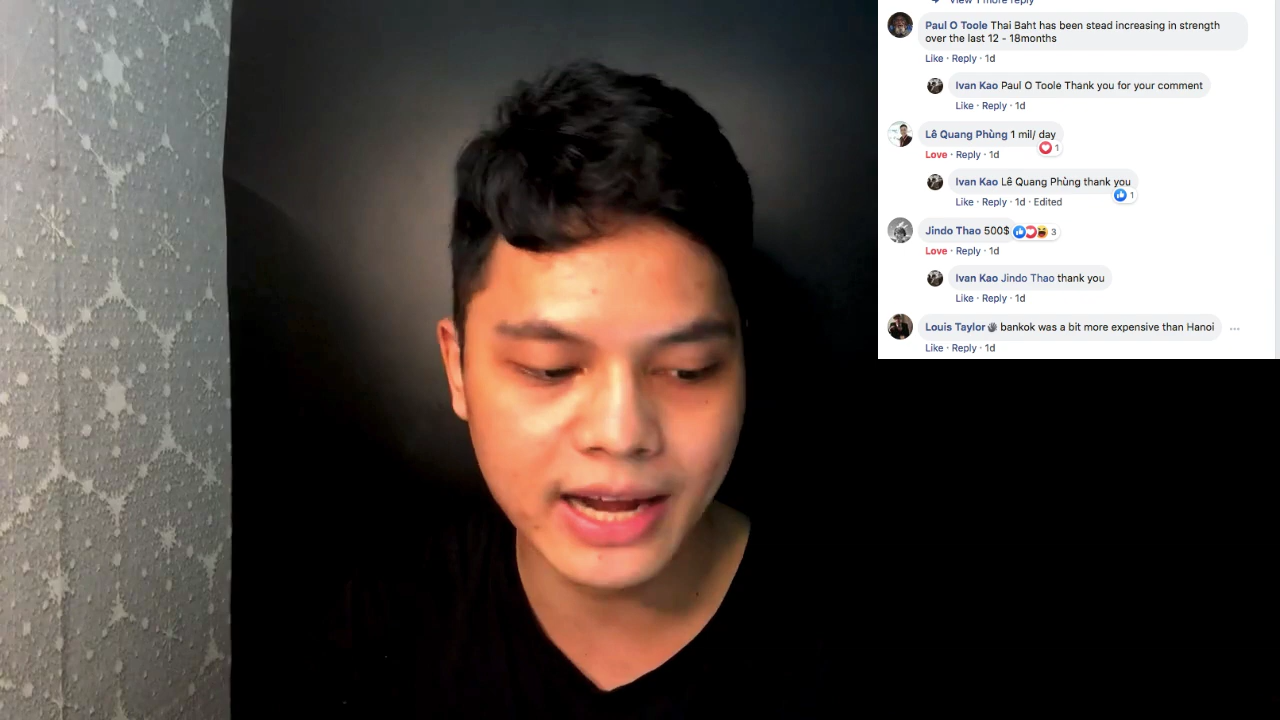 View 1 more reply
Paul O Toole Thai Baht has been stead increasing in strength
over the last 12 - 18months
Like · Reply · 1d
Ivan Kao Paul O Toole Thank you for your comment
Like · Reply · 1d
Lê Quang Phùng 1 mil/ day
1
Love · Reply · 1d
Ivan Kao Lê Quang Phùng thank you
1
Like · Reply · 1d · Edited
Jindo Thao 500$ 3
Love · Reply · 1d
Ivan Kao Jindo Thao thank you
Like · Reply · 1d
Louis Taylor bankok was a bit more expensive than Hanoi
Like · Reply · 1d